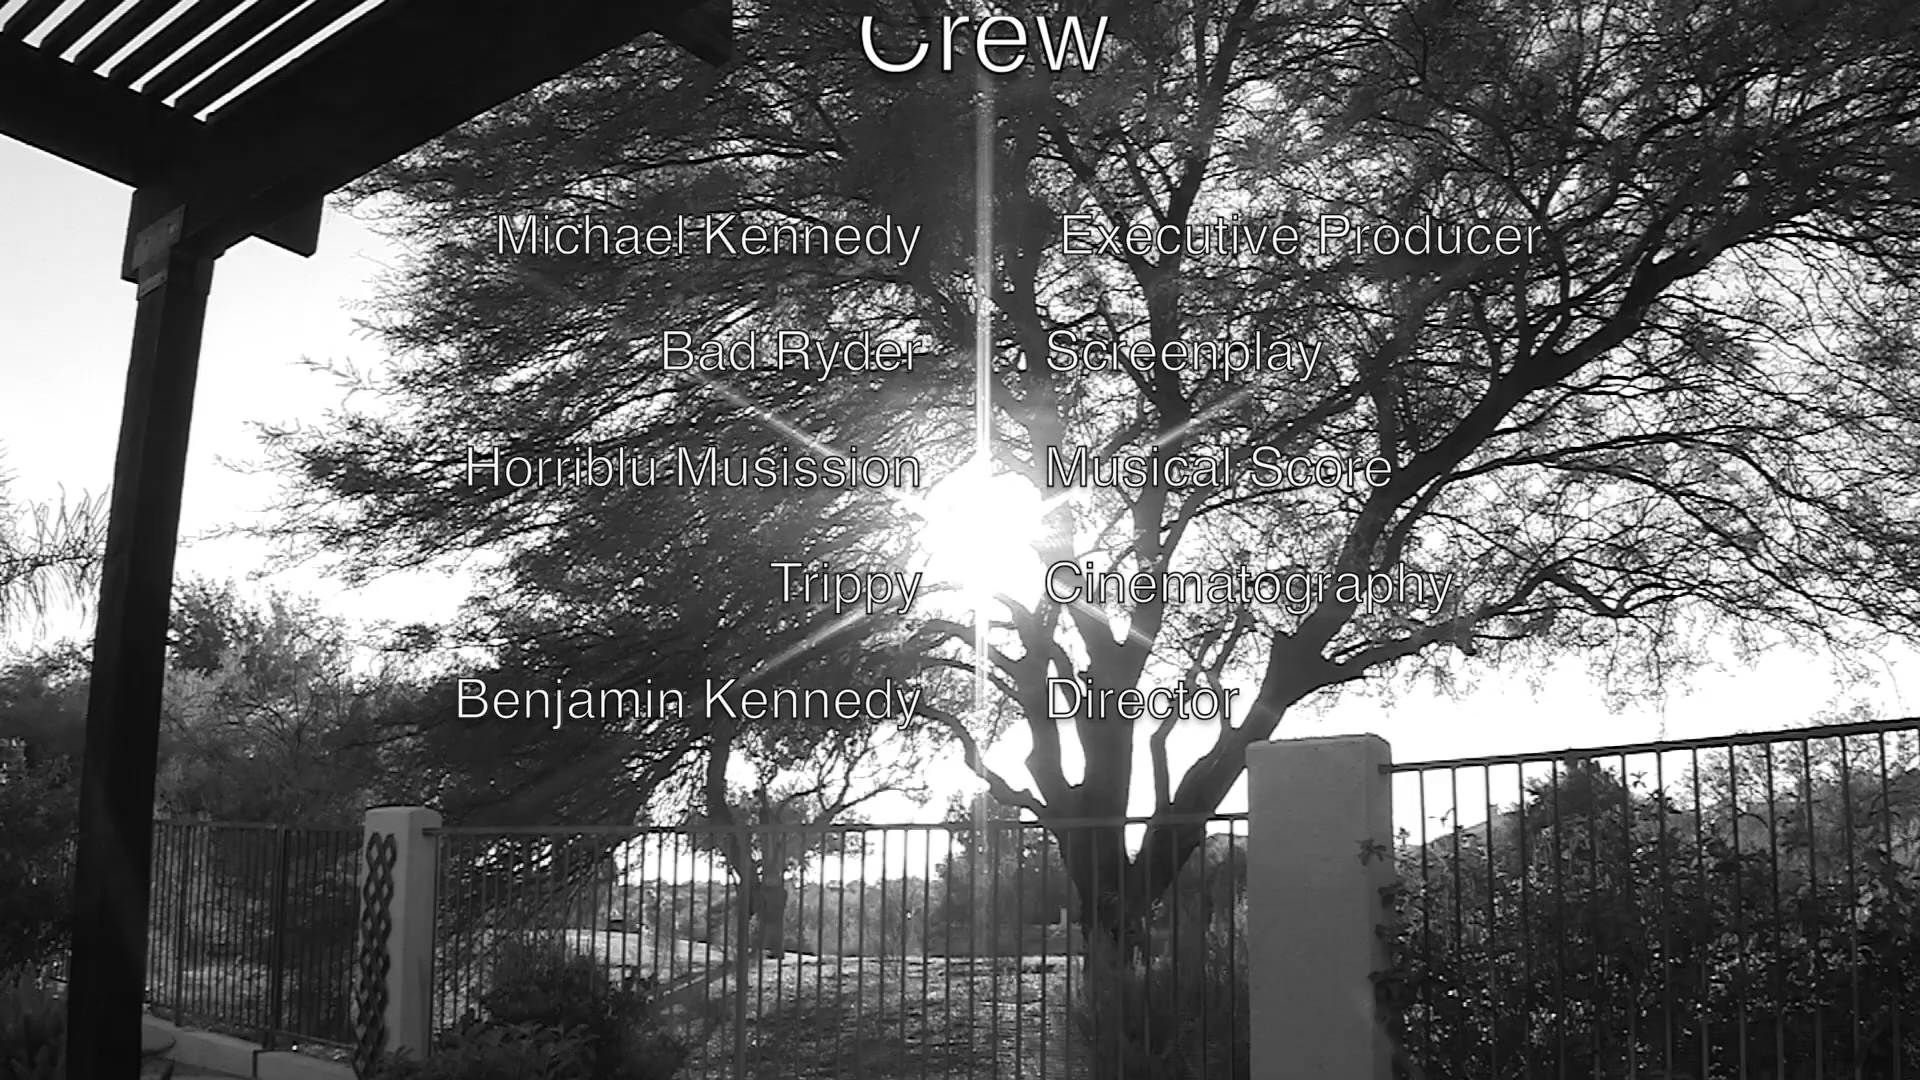 Crew
Michael Kennedy Executive Producer
Bad Ryder Screenplay
Horriblu Musission Musical Score
Trippy Cinematography
Benjamin Kennedy Director